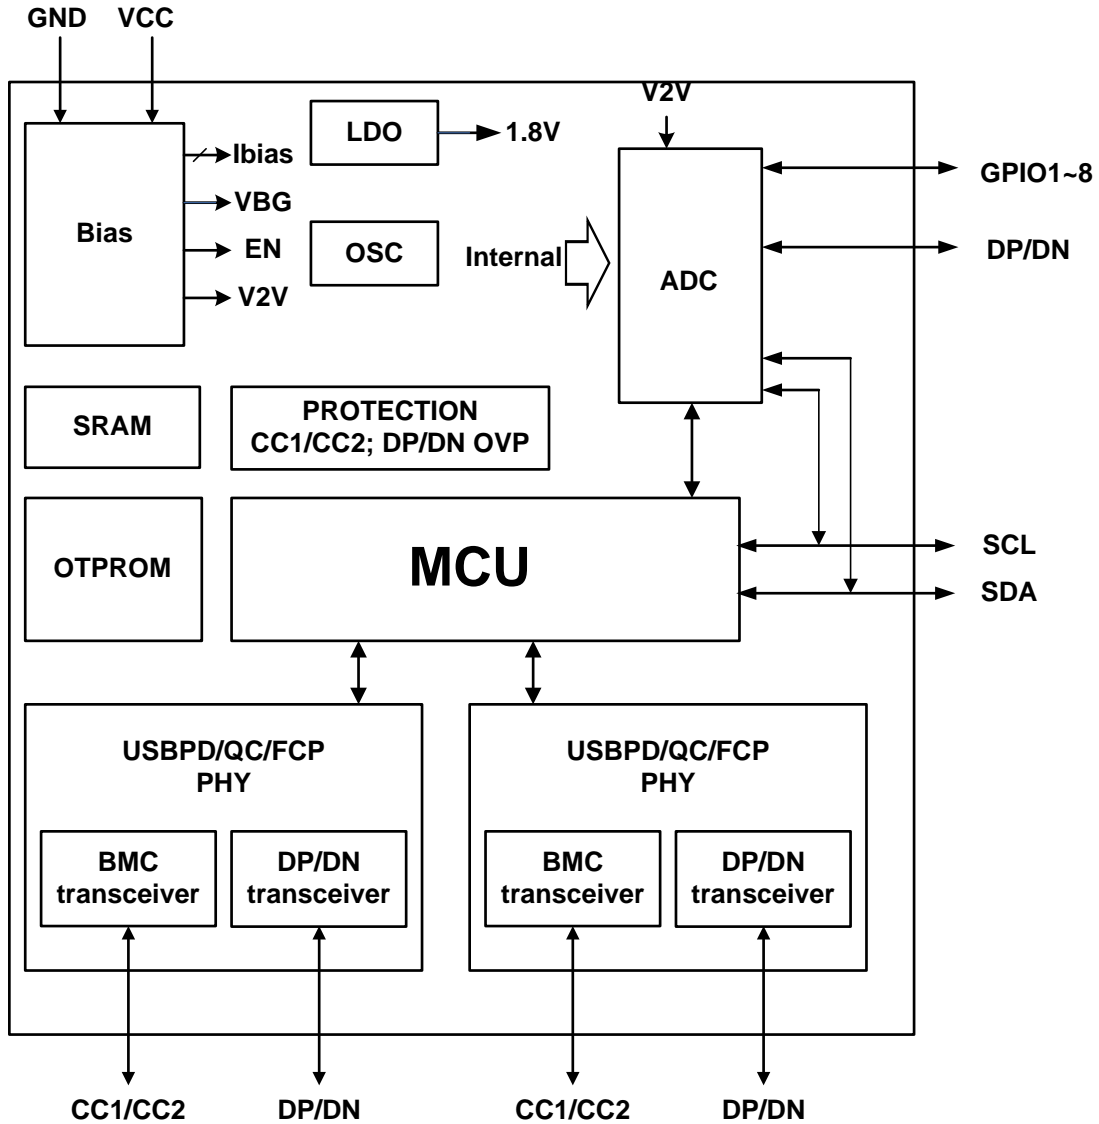 GND
VCC
V2V
LDO
1.8V
Ibias
VBG
EN
V2V
Bias
OSC
Internal
ADC
GPIO1~8
DP/DN
SRAM
PROTECTION
CC1/CC2; DP/DN OVP
OTPROM
MCU
SCL
SDA
USBPD/QC/FCP
PHY
BMC
transceiver
DP/DN
transceiver
USBPD/QC/FCP
PHY
BMC
transceiver
DP/DN
transceiver
CC1/CC2
DP/DN
CC1/CC2
DP/DN